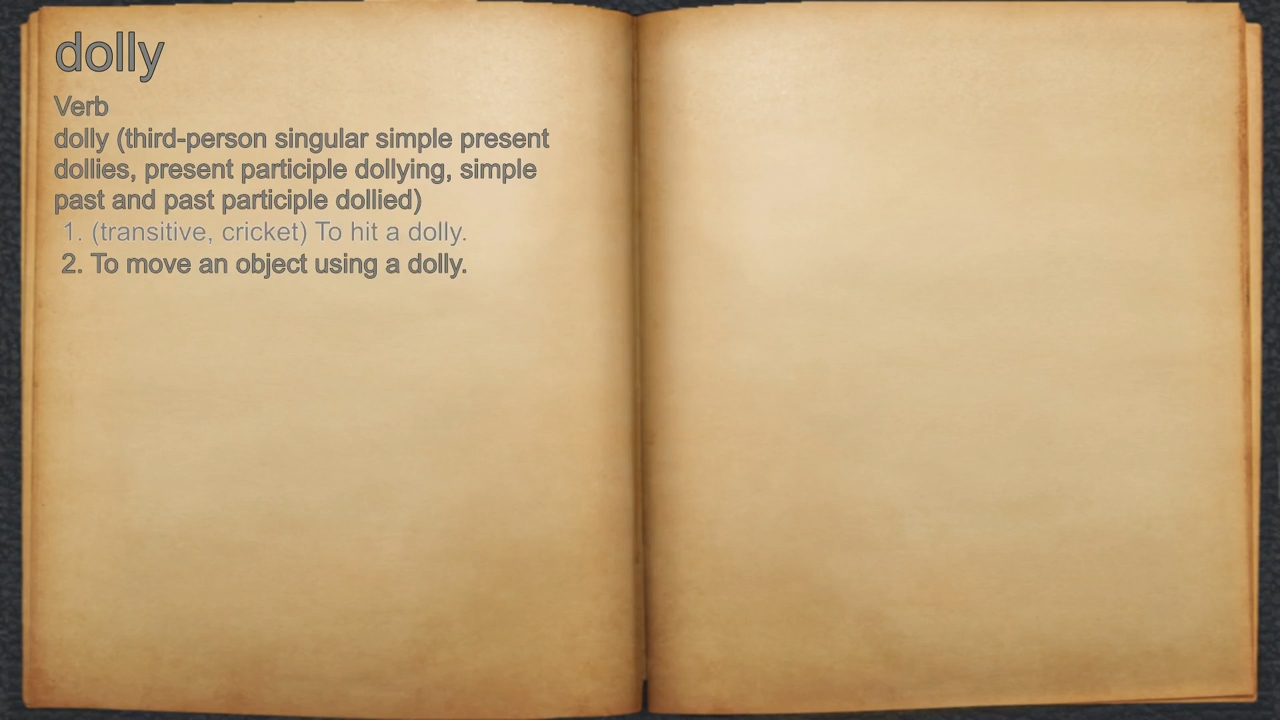 dolly
Verb
dolly (third-person singular simple present
dollies, present participle dollying, simple
past and past participle dollied)
1. (transitive, cricket) To hit a dolly.
2. To move an object using a dolly.